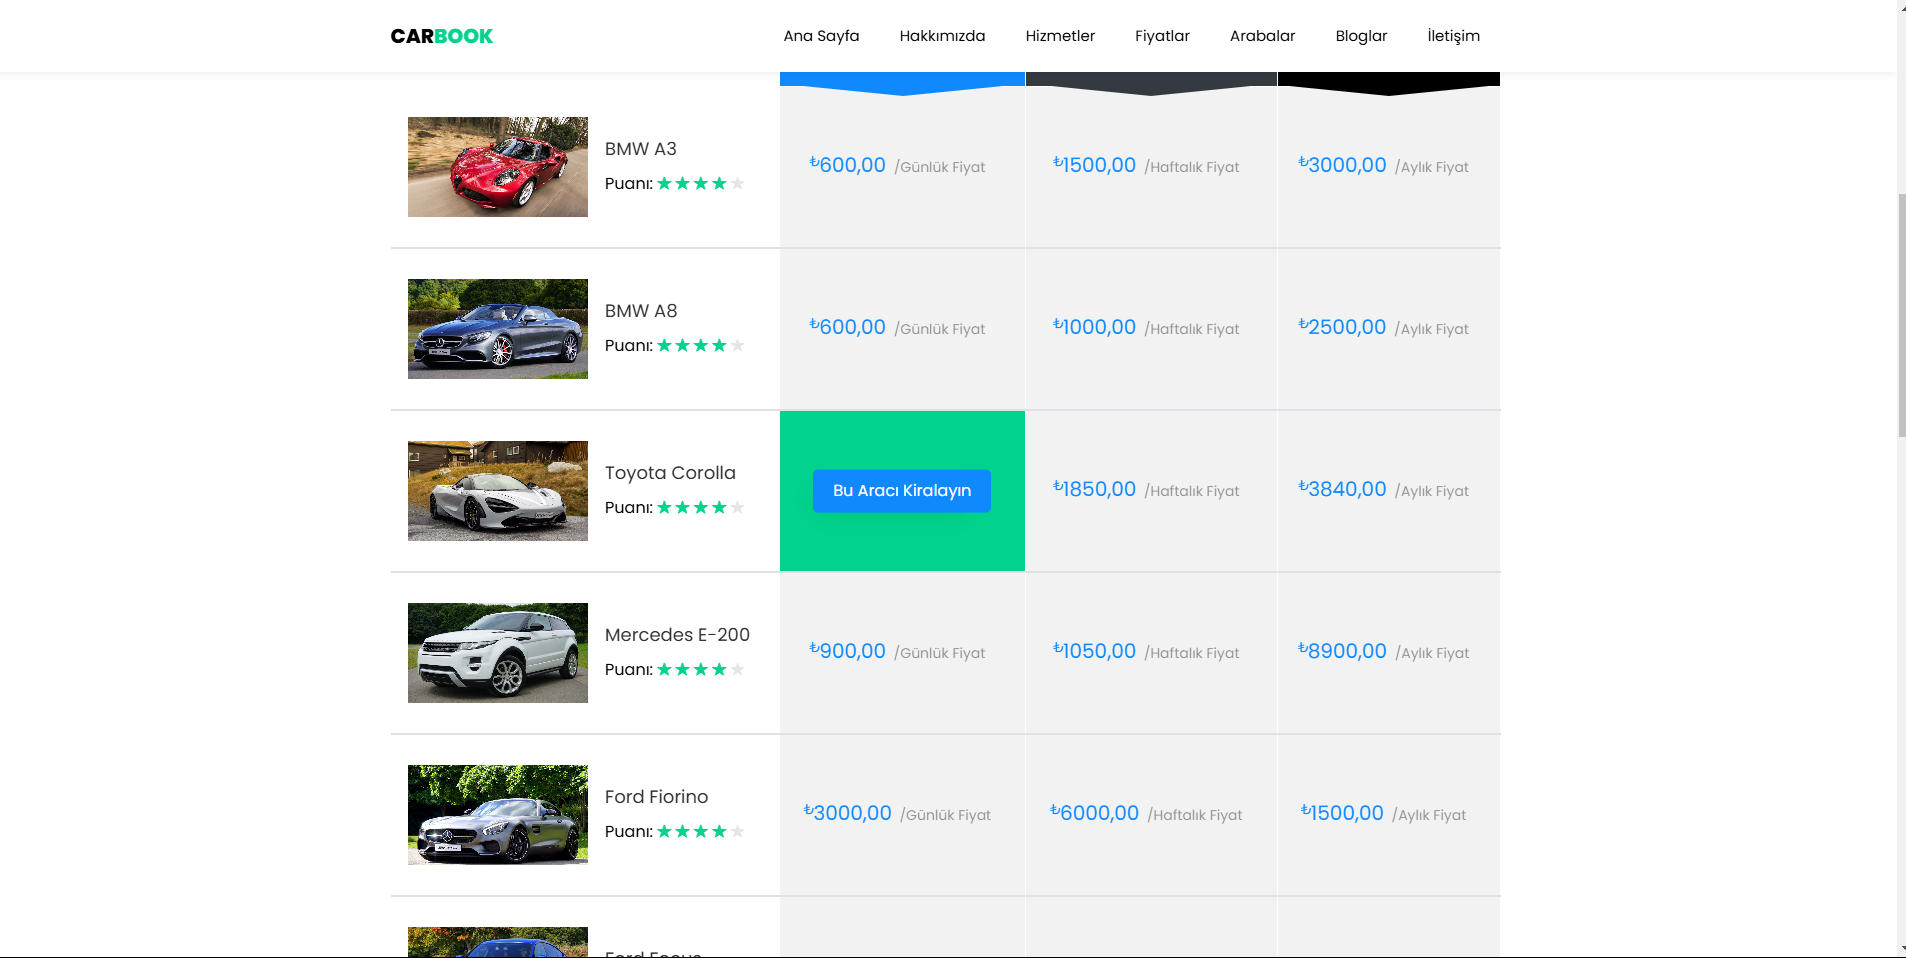 CARBOOK
Ana Sayfa Hakkımızda Hizmetler Fiyatlar Arabalar Bloglar İletişim
BMW A3
Puanı:
₺600,00 /Günlük Fiyat
₺1500,00 /Haftalık Fiyat
₺3000,00 /Aylık Fiyat
BMW A8
Puanı:
₺600,00 /Günlük Fiyat
₺1000,00 /Haftalık Fiyat
₺2500,00 /Aylık Fiyat
Toyota Corolla
Puanı:
Bu Aracı Kiralayın
₺1850,00 /Haftalık Fiyat
₺3840,00 /Aylık Fiyat
Mercedes E-200
Puanı:
₺900,00 /Günlük Fiyat
₺1050,00 /Haftalık Fiyat
₺8900,00 /Aylık Fiyat
Ford Fiorino
Puanı:
₺3000,00 /Günlük Fiyat
₺6000,00 /Haftalık Fiyat
₺1500,00 /Aylık Fiyat
Ford Focus